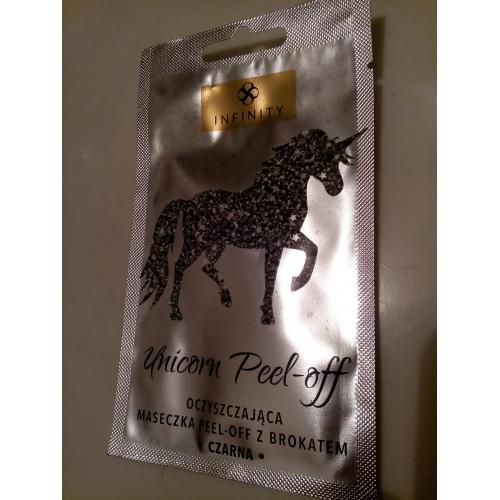 INFINITY
Unicorn Peel-off
OCZYSZCZAJĄCA
MASECZKA PEEL-OFF Z BROKATEM
• CZARNA •